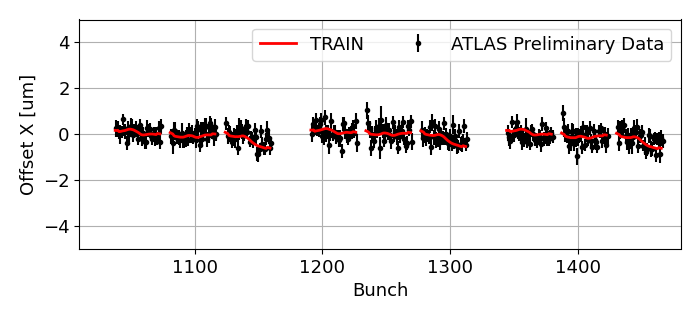 TRAIN
ATLAS Preliminary Data
Offset X [um]
4
2
0
−2
−4
1100
1200
1300
1400
Bunch